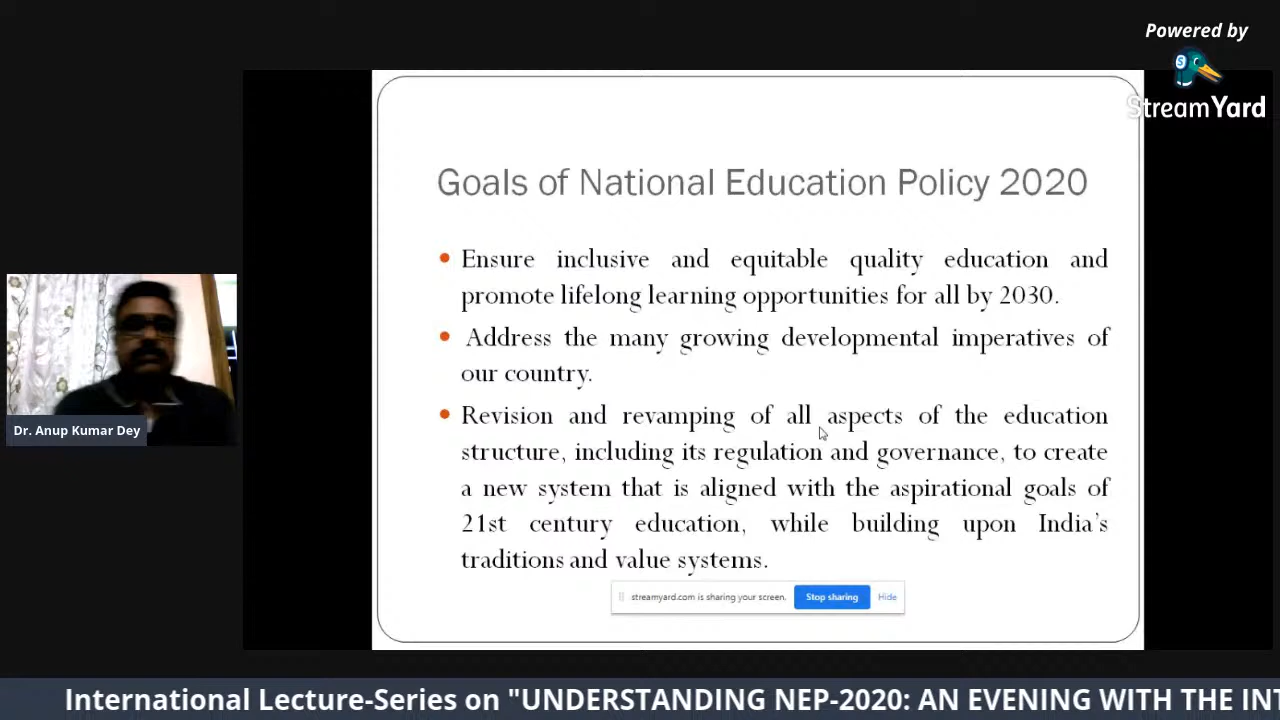 Powered by
StreamYard
Goals of National Education Policy 2020
Ensure inclusive and equitable quality education and
promote lifelong learning opportunities for all by 2030.
Address the many growing developmental imperatives of
our country.
Revision and revamping of all aspects of the education
structure, including its regulation and governance, to create
a new system that is aligned with the aspirational goals of
21st century education, while building upon India's
traditions and value systems.
streamyard.com is sharing your screen. Stop sharing Hide
Dr. Anup Kumar Dey
International Lecture-Series on "UNDERSTANDING NEP-2020: AN EVENING WITH THE INT